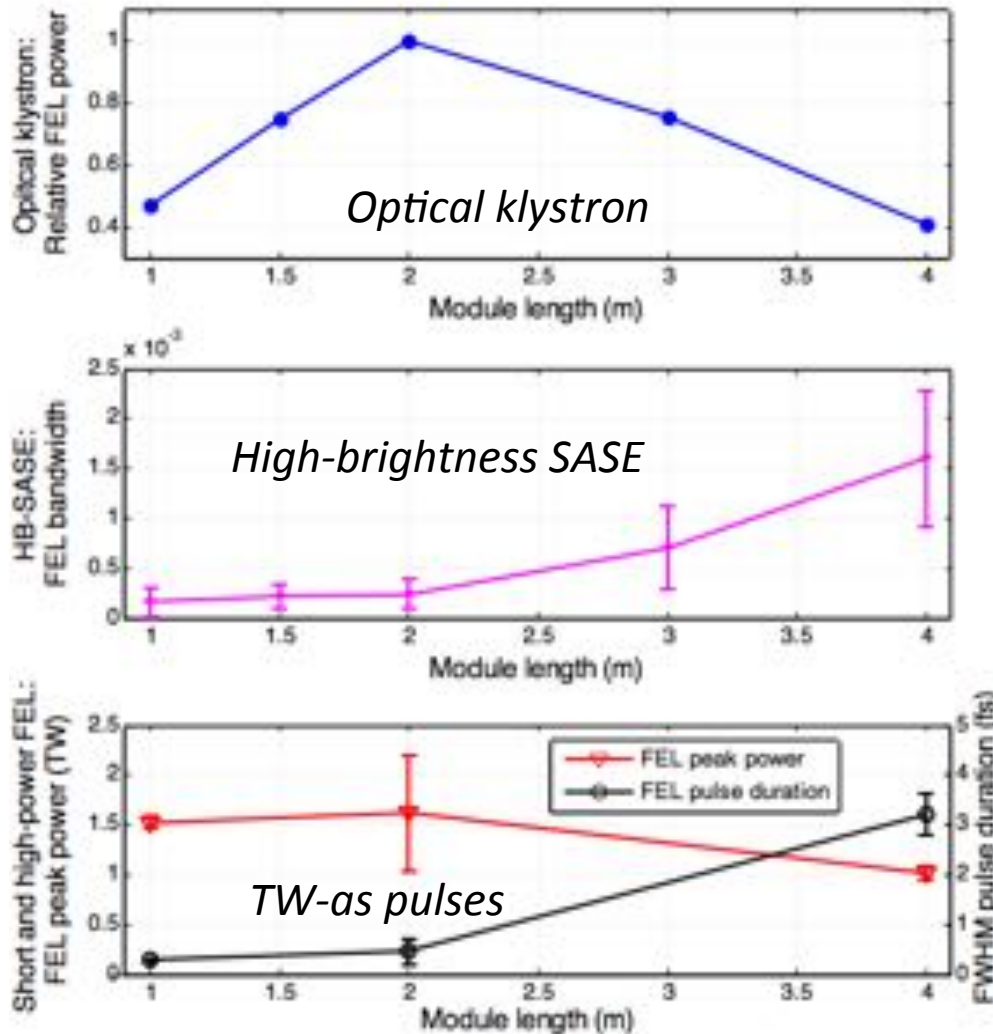 Opitcal klystron:
Relative FEL power
1
0.8
0.6
0.4
Optical klystron
1 1.5 2 2.5 3 3.5 4
Module length (m)
x 10⁻³
HB-SASE:
FEL bandwidth
2.5
2
1.5
1
0.5
0
High-brightness SASE
1 1.5 2 2.5 3 3.5 4
Module length (m)
Short and high-power FEL:
FEL peak power (TW)
2.5
2
1.5
1
0.5
0
FEL peak power
FEL pulse duration
TW-as pulses
5
4
3
2
1
0
FWHM pulse duration (fs)
1 1.5 2 2.5 3 3.5 4
Module length (m)